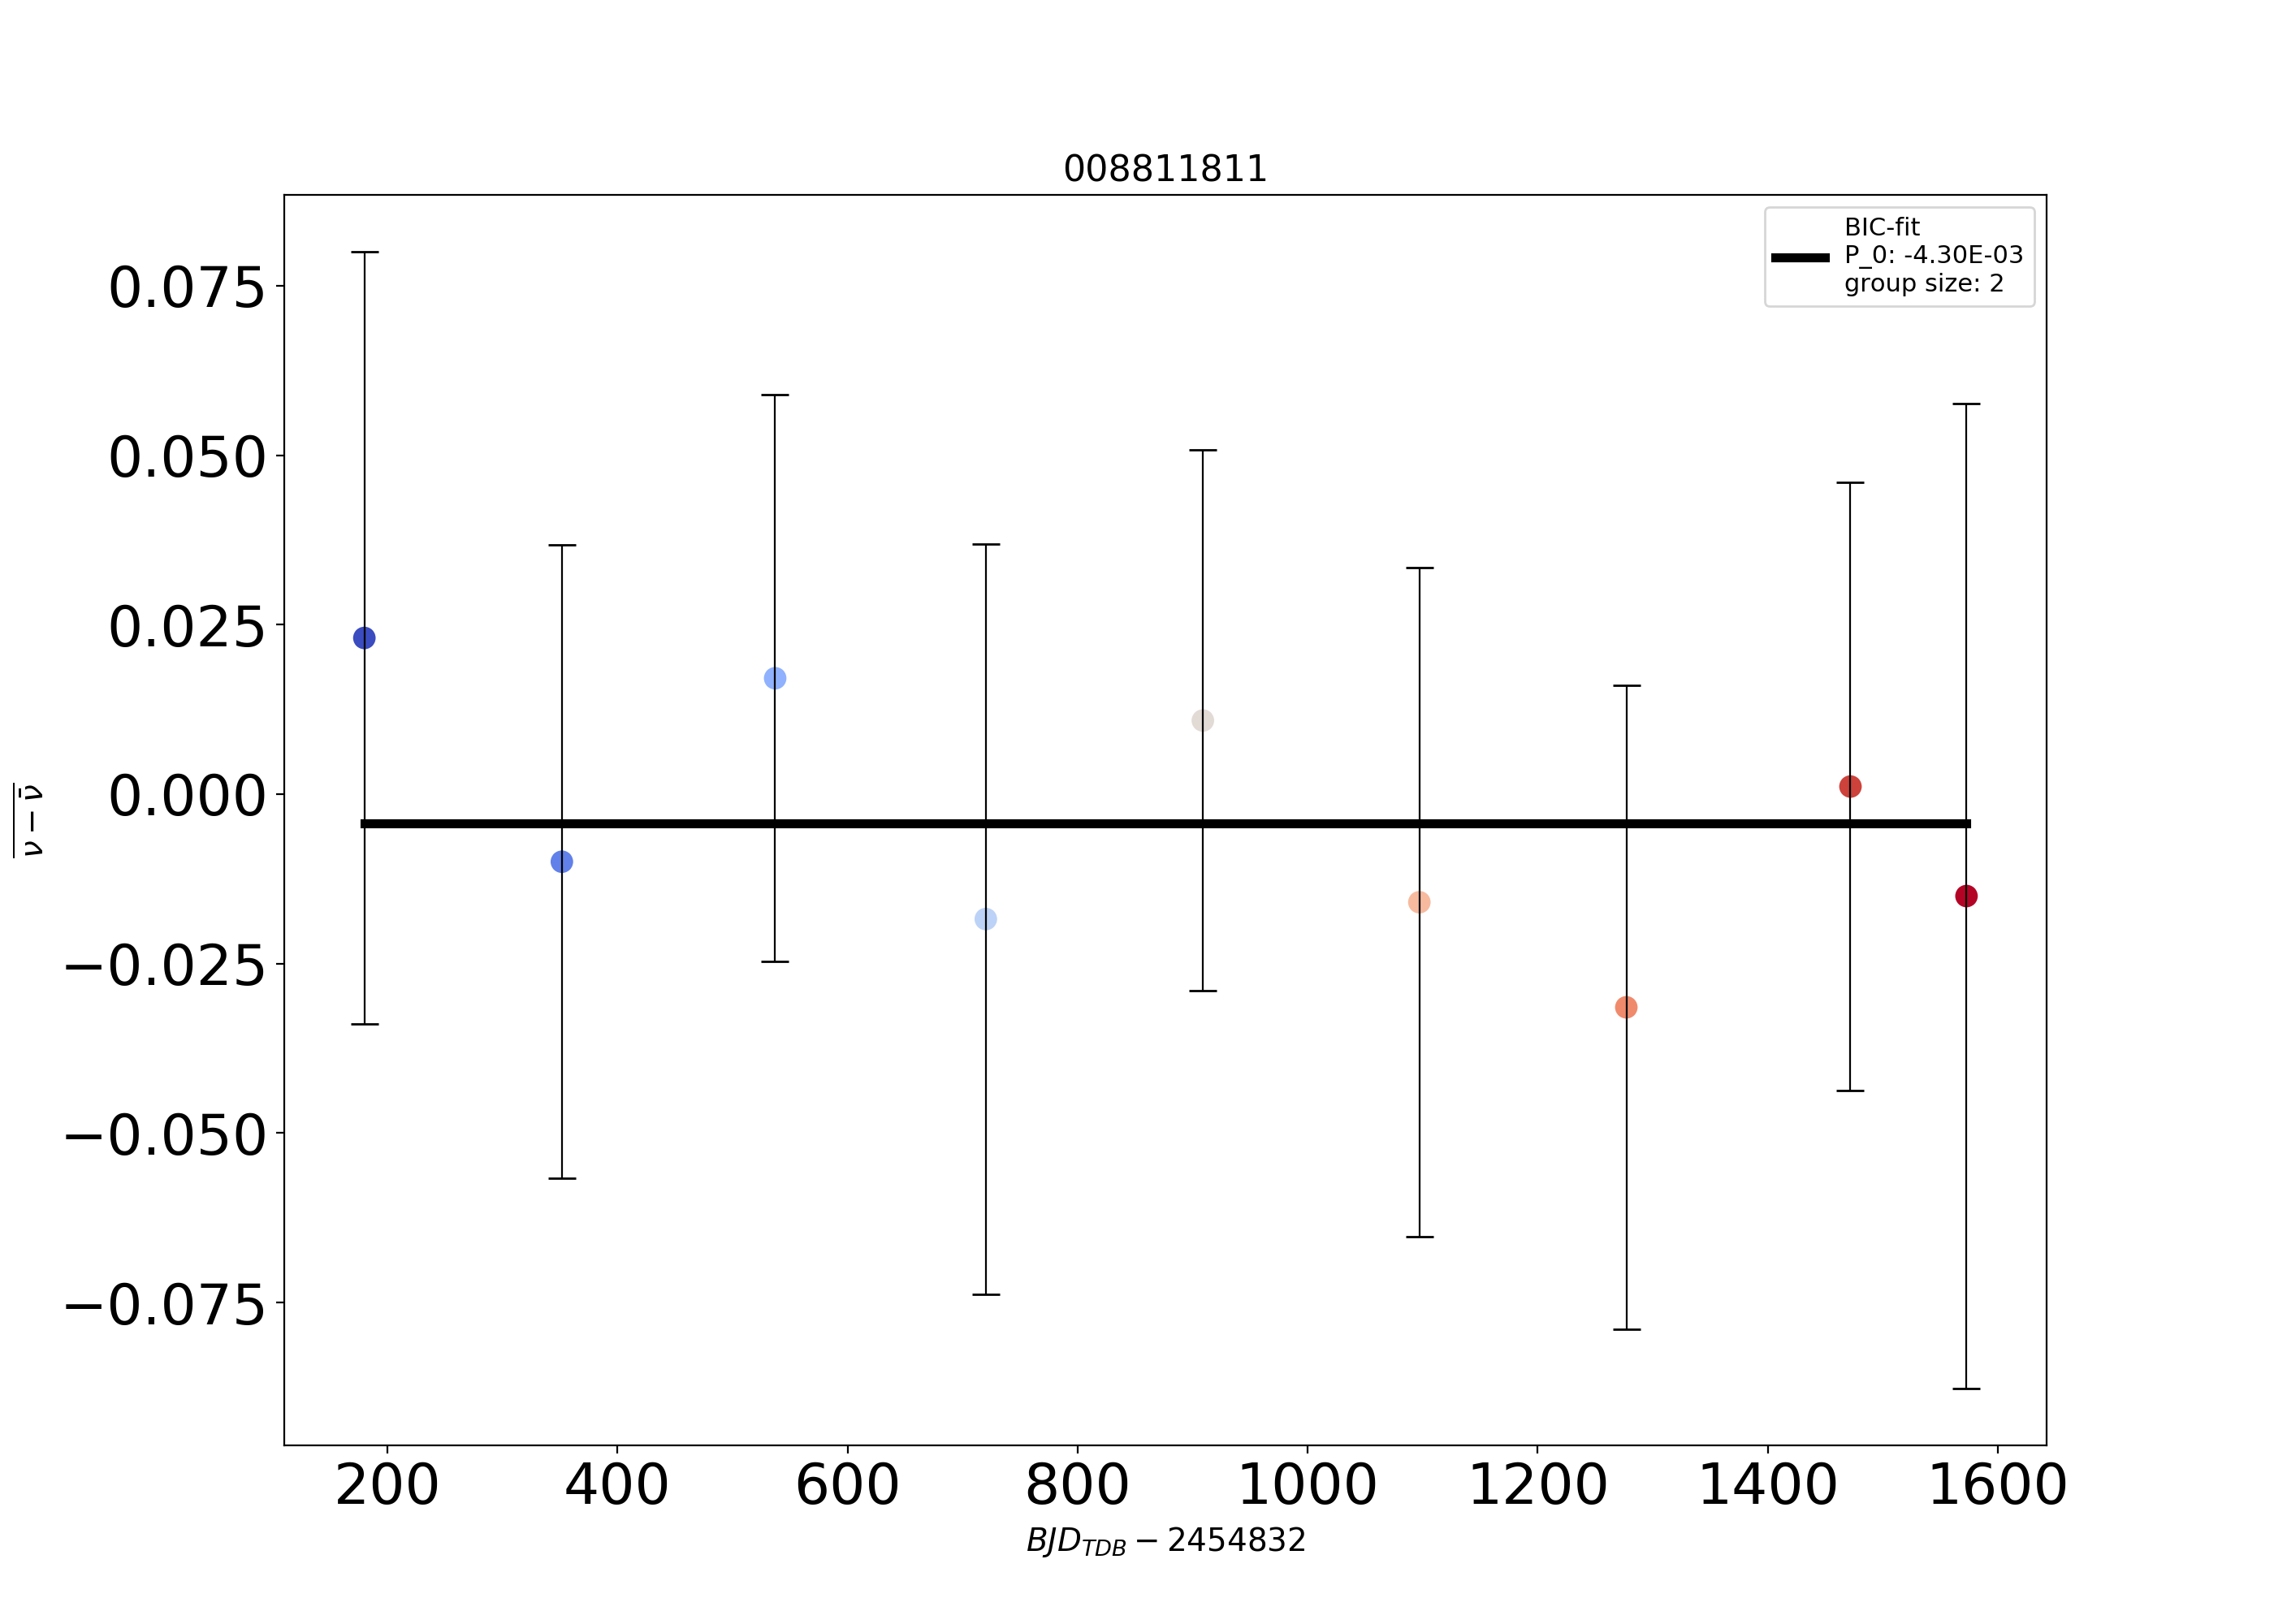 008811811
BIC-fit
P_0: -4.30E-03
group size: 2
0.075
0.050
0.025
0.000
−0.025
−0.050
−0.075
ν − ν̄
200 400 600 800 1000 1200 1400 1600
BJD_TDB − 2454832